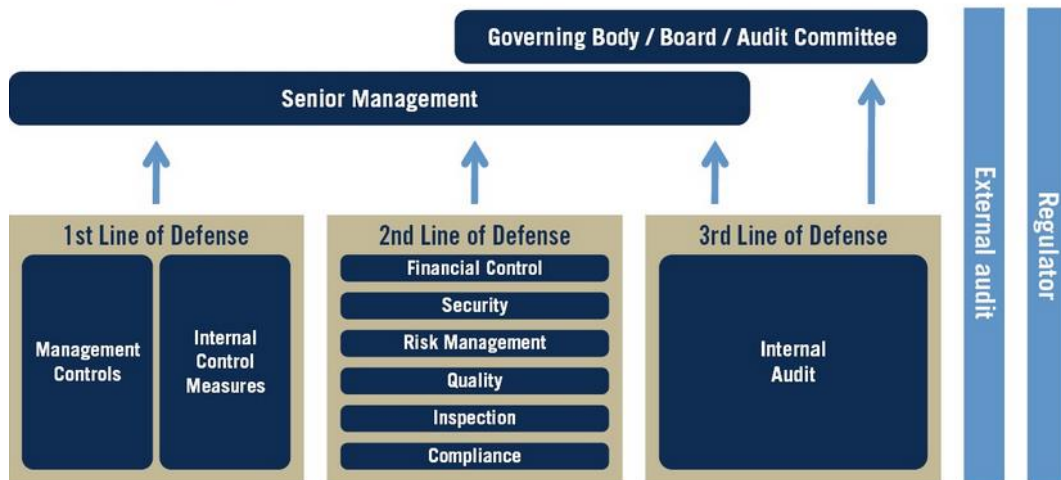 Governing Body / Board / Audit Committee
Senior Management
1st Line of Defense
Management
Controls
Internal
Control
Measures
2nd Line of Defense
Financial Control
Security
Risk Management
Quality
Inspection
Compliance
3rd Line of Defense
Internal
Audit
External audit
Regulator